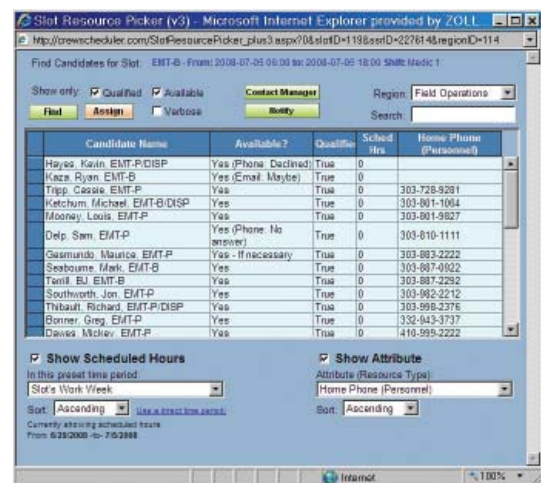 Slot Resource Picker (v3) - Microsoft Internet Explorer provided by ZOLL
http://crewscheduler.com/SlotResourcePicker_plus3.aspx?0&slotID=119&ssrID=227614&regionID=114
Find Candidates for Slot: EMT-B - From: 2008-07-05 06:00 to: 2008-07-05 18:00 Shift: Medic 1
Show only: Qualified Available Contact Manager Region: Field Operations
Find Assign Verbose Notify Search:
Candidate Name Available? Qualifie Sched Hrs Home Phone (Personnel)
Hayes, Kevin, EMT-P/DISP Yes (Phone: Declined) True 0
Kaza, Ryan, EMT-B Yes (Email: Maybe) True 0
Tripp, Cassie, EMT-P Yes True 0 303-728-9281
Ketchum, Michael, EMT-B/DISP Yes True 0 303-801-1064
Mooney, Louis, EMT-P Yes True 0 303-801-9827
Delp, Sam, EMT-P Yes (Phone: No answer) True 0 303-810-1111
Gesmundo, Maurice, EMT-P Yes - If necessary True 0 303-883-2222
Seabourne, Mark, EMT-B Yes True 0 303-887-0922
Terrill, BJ, EMT-B Yes True 0 303-887-2292
Southworth, Jon, EMT-P Yes True 0 303-982-2212
Thibault, Richard, EMT-P/DISP Yes True 0 303-998-2376
Bonner, Greg, EMT-P Yes True 0 332-943-3737
Dawes, Mickey, EMT-P Yes True 0 410-999-2222
Show Scheduled Hours Show Attribute
In this preset time period: Attribute (Resource Type):
Slot's Work Week Home Phone (Personnel)
Sort: Ascending Use a direct time period: Sort: Ascending
Currently showing scheduled hours
From: 6/29/2008 -to- 7/5/2008
Internet 100%